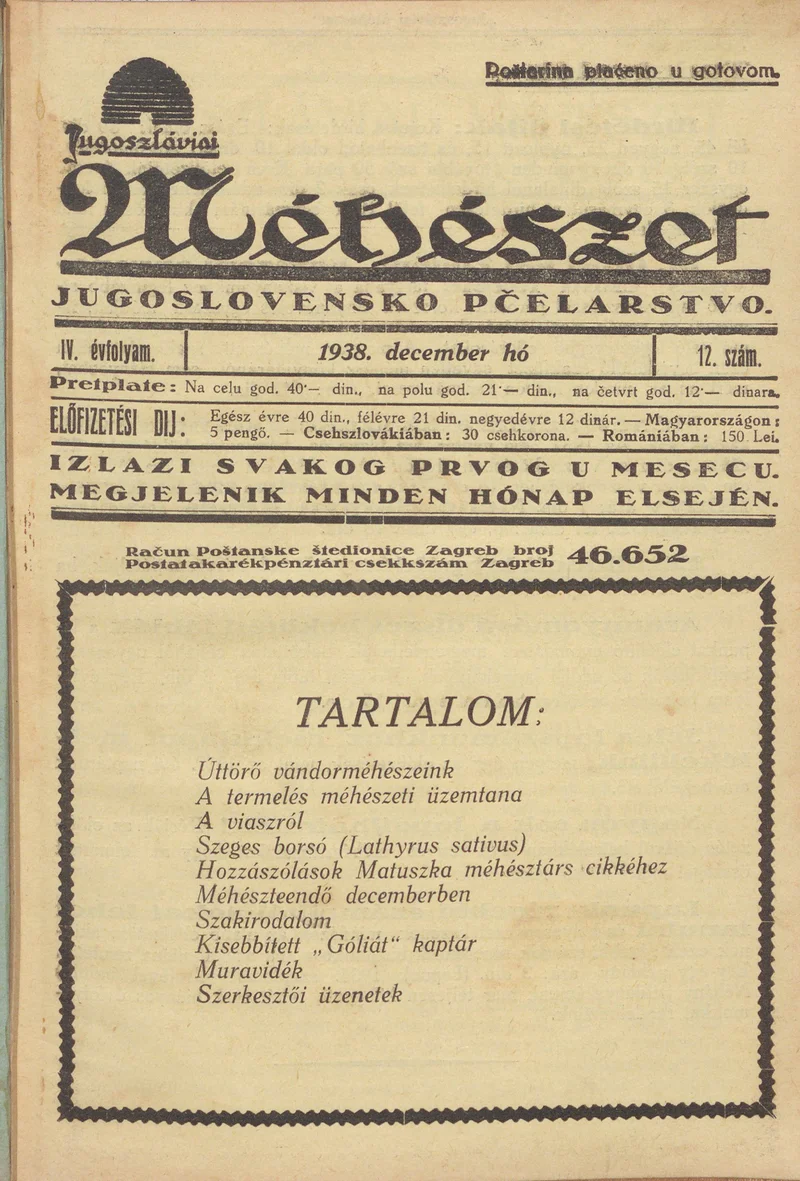 Poštarina plaćeno u gotovom.
Jugoszláviai
Méhészet
JUGOSLOVENSKO PČELARSTVO.
IV. évfolyam.
1938. december hó
12. szám.
Pretplate: Na celu god. 40·— din., na polu god. 21·— din., na četvrt god. 12·— dinara.
ELŐFIZETÉSI DIJ:
Egész évre 40 din., félévre 21 din. negyedévre 12 dinár. — Magyarországon:
5 pengő. — Csehszlovákiában: 30 csehkorona. — Romániában: 150 Lei.
IZLAZI SVAKOG PRVOG U MESECU.
MEGJELENIK MINDEN HÓNAP ELSEJÉN.
Račun Poštanske štedionice Zagreb broj
Postatakarékpénztári csekkszám Zagreb
46.652
TARTALOM:
Úttörő vándorméhészeink
A termelés méhészeti üzemtana
A viaszról
Szeges borsó (Lathyrus sativus)
Hozzászólások Matuszka méhésztárs cikkéhez
Méhészteendő decemberben
Szakirodalom
Kisebbített „Góliát“ kaptár
Muravidék
Szerkesztői üzenetek